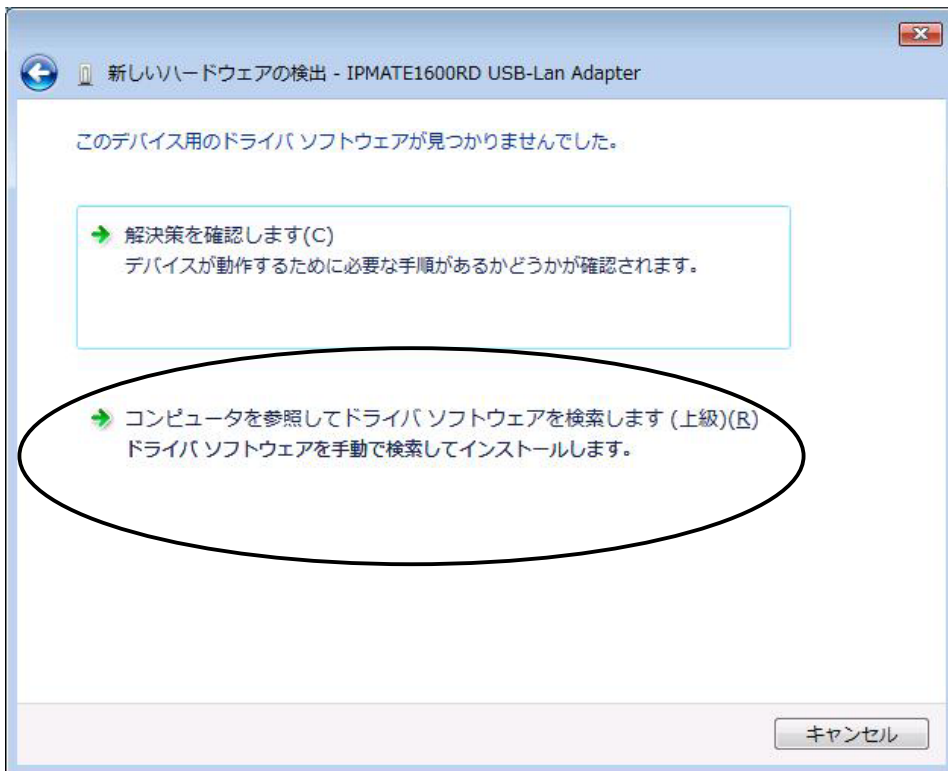 新しいハードウェアの検出 - IPMATE1600RD USB-Lan Adapter
このデバイス用のドライバ ソフトウェアが見つかりませんでした。
解決策を確認します(C)
デバイスが動作するために必要な手順があるかどうかが確認されます。
コンピュータを参照してドライバ ソフトウェアを検索します (上級)(R)
ドライバ ソフトウェアを手動で検索してインストールします。
キャンセル